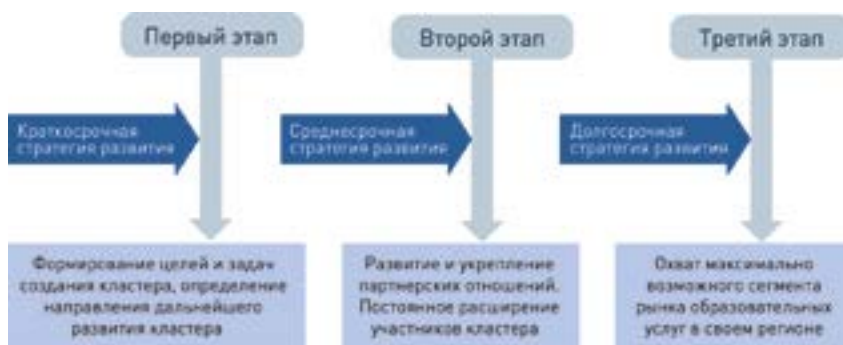 Первый этап
Второй этап
Третий этап
Краткосрочная
стратегия развития
Среднесрочная
стратегия развития
Долгосрочная
стратегия развития
Формирование целей и задач
создания кластера, определение
направления дальнейшего
развития кластера
Развитие и укрепление
партнерских отношений.
Постоянное расширение
участников кластера
Охват максимально
возможного сегмента
рынка образовательных
услуг в своем регионе